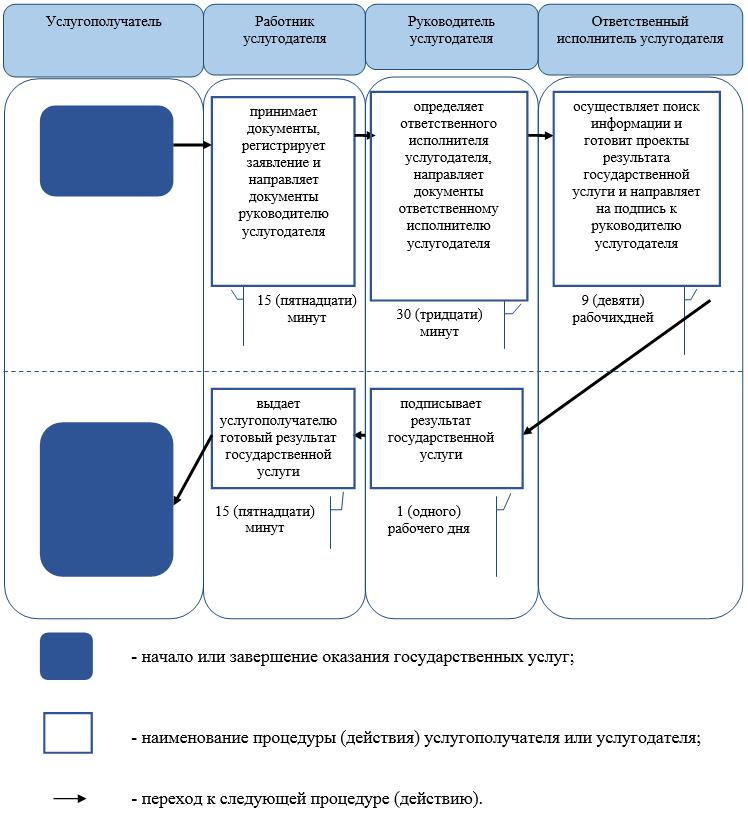 Услугополучатель
Работник
услугодателя
Руководитель
услугодателя
Ответственный
исполнитель услугодателя
принимает
документы,
регистрирует
заявление и
направляет
документы
руководителю
услугодателя
определяет
ответственного
исполнителя
услугодателя,
направляет
документы
ответственному
исполнителю
услугодателя
осуществляет поиск
информации и
готовит проекты
результата
государственной
услуги и направляет
на подпись к
руководителю
услугодателя
15 (пятнадцати)
минут
30 (тридцати)
минут
9 (девяти)
рабочихдней
выдает
услугополучателю
готовый результат
государственной
услуги
подписывает
результат
государственной
услуги
15 (пятнадцати)
минут
1 (одного)
рабочего дня
- начало или завершение оказания государственных услуг;
- наименование процедуры (действия) услугополучателя или услугодателя;
- переход к следующей процедуре (действию).